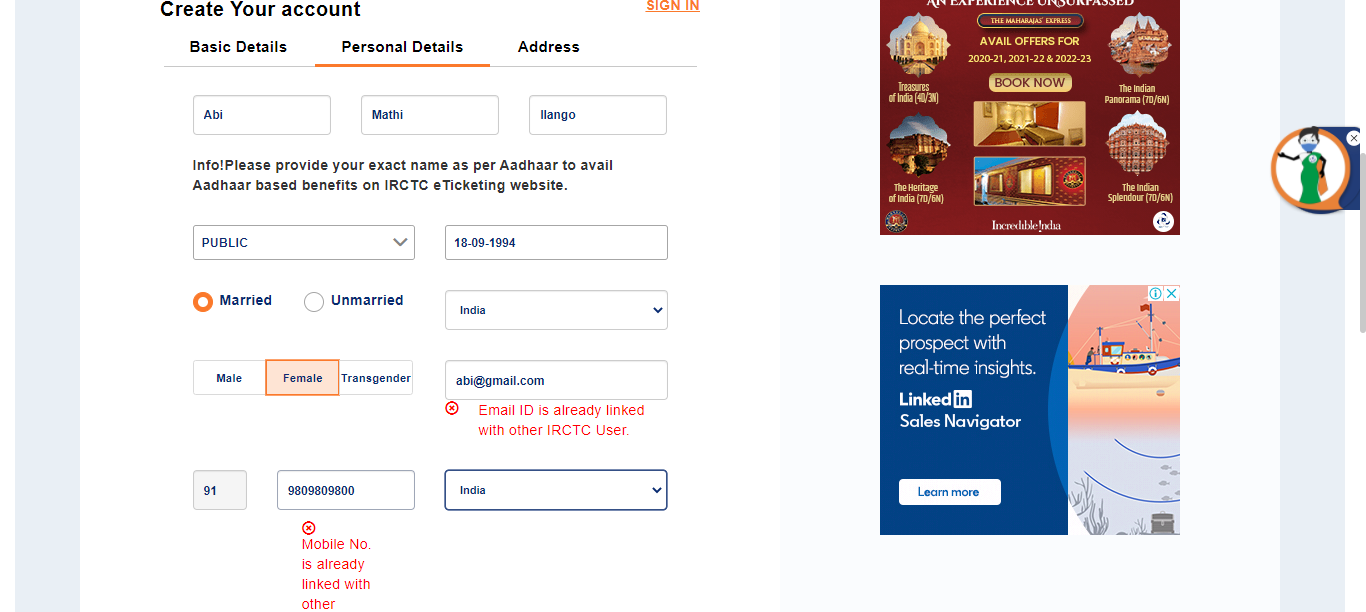 Create Your account
SIGN IN
Basic Details
Personal Details
Address
Abi
Mathi
Ilango
Info!Please provide your exact name as per Aadhaar to avail
Aadhaar based benefits on IRCTC eTicketing website.
PUBLIC
18-09-1994
Married
Unmarried
India
Male
Female
Transgender
abi@gmail.com
Email ID is already linked
with other IRCTC User.
91
9809809800
India
Mobile No.
is already
linked with
other
AN EXPERIENCE UNSURPASSED
THE MAHARAJAS' EXPRESS
AVAIL OFFERS FOR
2020-21, 2021-22 & 2022-23
BOOK NOW
Treasures
of India (4D/3N)
The Indian
Panorama (7D/6N)
The Heritage
of India (7D/6N)
The Indian
Splendour (7D/6N)
Incredible !ndia
Locate the perfect
prospect with
real-time insights.
Linked in
Sales Navigator
Learn more